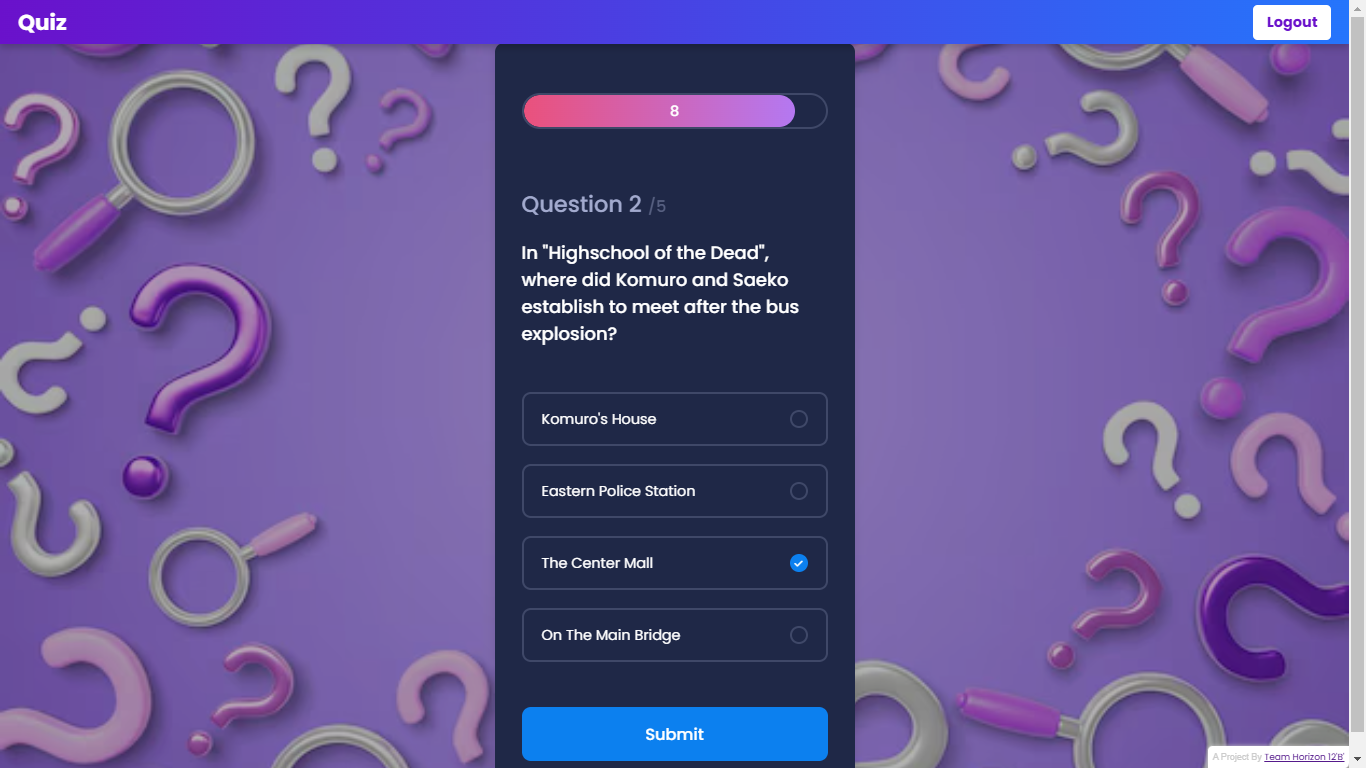 Quiz
Logout
8
Question 2 /5
In "Highschool of the Dead",
where did Komuro and Saeko
establish to meet after the bus
explosion?
Komuro's House
Eastern Police Station
The Center Mall
On The Main Bridge
Submit
A Project By Team Horizon 12'B'